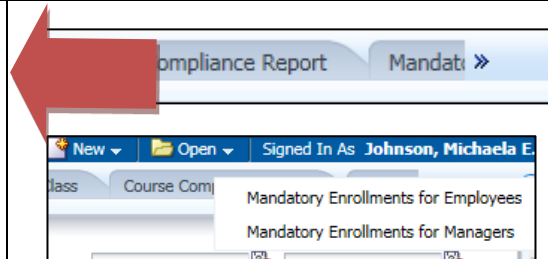 ompliance Report Mandato »
New Open Signed In As Johnson, Michaela E.
lass Course Comp
Mandatory Enrollments for Employees
Mandatory Enrollments for Managers